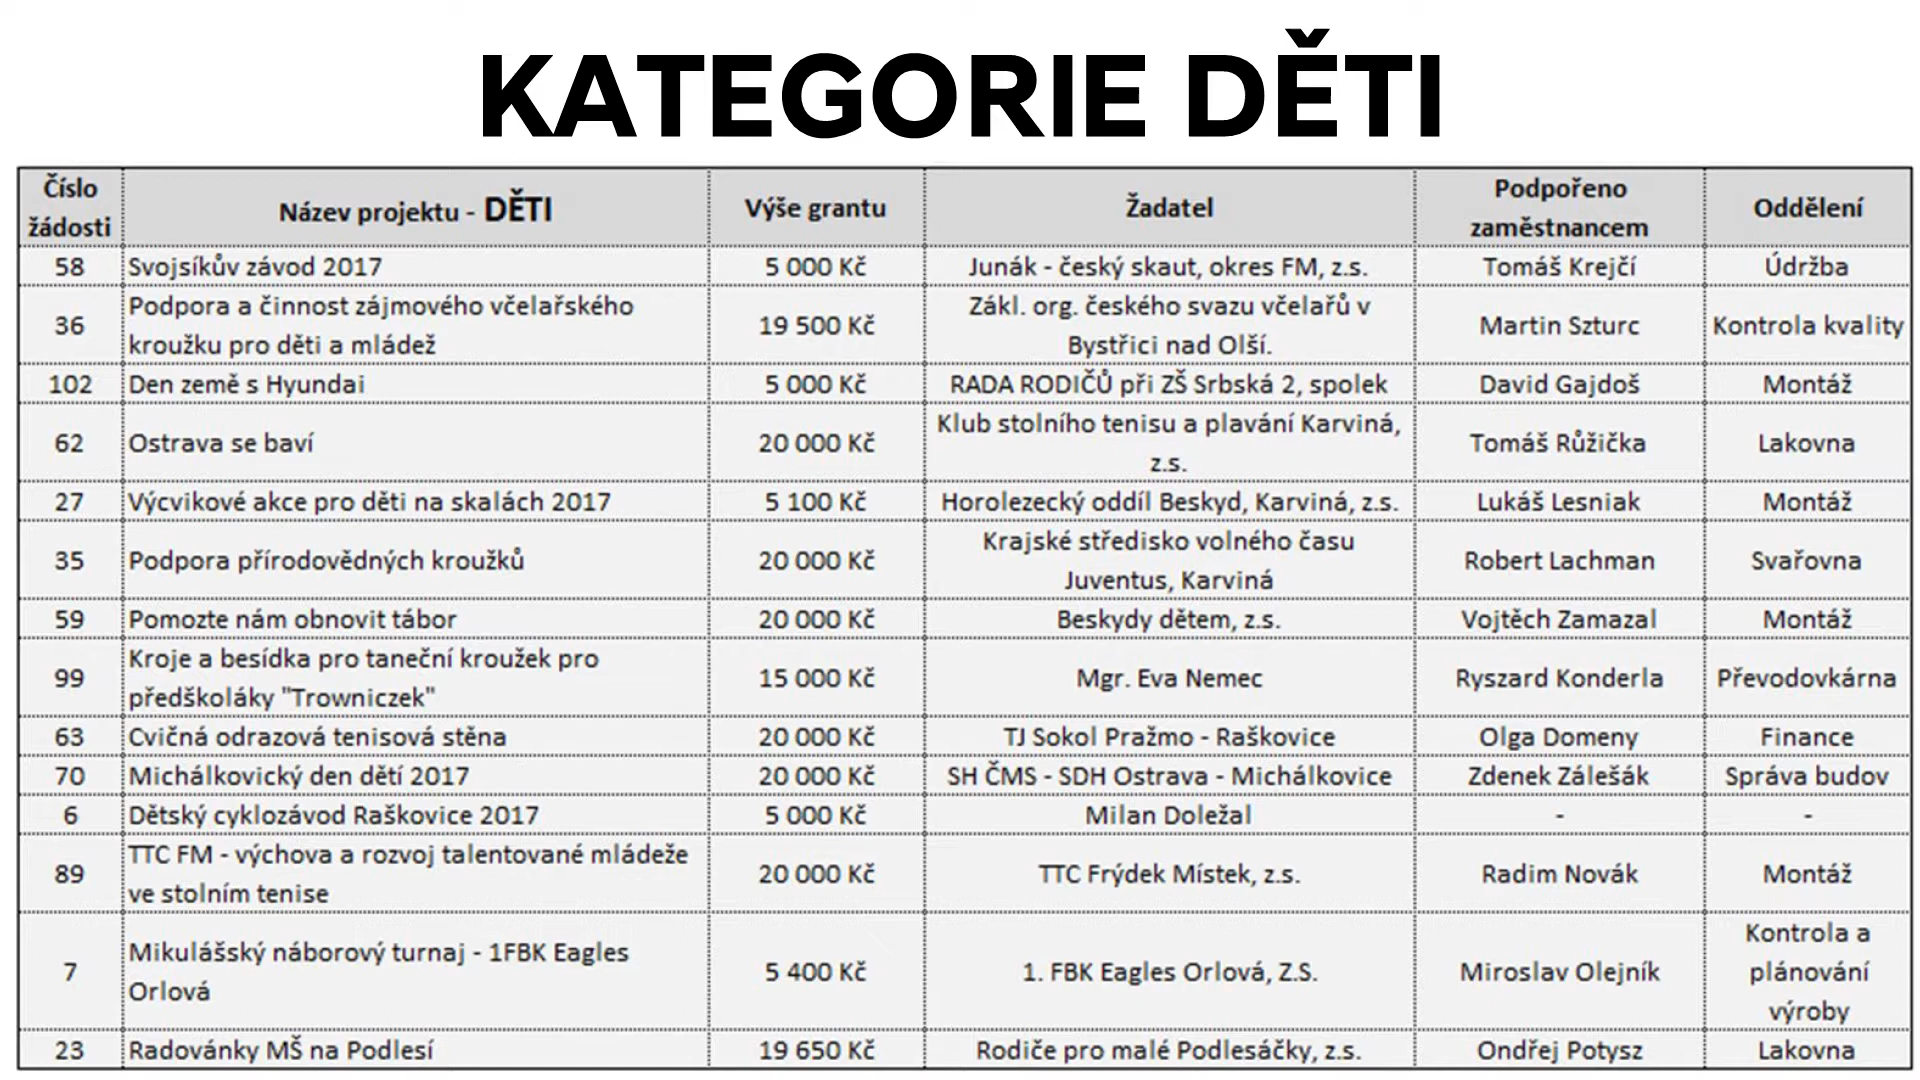 KATEGORIE DĚTI
Číslo žádosti | Název projektu - DĚTI | Výše grantu | Žadatel | Podpořeno zaměstnancem | Oddělení
58 | Svojsíkův závod 2017 | 5 000 Kč | Junák - český skaut, okres FM, z.s. | Tomáš Krejčí | Údržba
36 | Podpora a činnost zájmového včelařského kroužku pro děti a mládež | 19 500 Kč | Zákl. org. českého svazu včelařů v Bystřici nad Olší. | Martin Szturc | Kontrola kvality
102 | Den země s Hyundai | 5 000 Kč | RADA RODIČŮ při ZŠ Srbská 2, spolek | David Gajdoš | Montáž
62 | Ostrava se baví | 20 000 Kč | Klub stolního tenisu a plavání Karviná, z.s. | Tomáš Růžička | Lakovna
27 | Výcvikové akce pro děti na skalách 2017 | 5 100 Kč | Horolezecký oddíl Beskyd, Karviná, z.s. | Lukáš Lesniak | Montáž
35 | Podpora přírodovědných kroužků | 20 000 Kč | Krajské středisko volného času Juventus, Karviná | Robert Lachman | Svařovna
59 | Pomozte nám obnovit tábor | 20 000 Kč | Beskydy dětem, z.s. | Vojtěch Zamazal | Montáž
99 | Kroje a besídka pro taneční kroužek pro předškoláky "Trowniczek" | 15 000 Kč | Mgr. Eva Nemec | Ryszard Konderla | Převodovkárna
63 | Cvičná odrazová tenisová stěna | 20 000 Kč | TJ Sokol Pražmo - Raškovice | Olga Domeny | Finance
70 | Michálkovický den dětí 2017 | 20 000 Kč | SH ČMS - SDH Ostrava - Michálkovice | Zdenek Zálešák | Správa budov
6 | Dětský cyklozávod Raškovice 2017 | 5 000 Kč | Milan Doležal | - | -
89 | TTC FM - výchova a rozvoj talentované mládeže ve stolním tenise | 20 000 Kč | TTC Frýdek Místek, z.s. | Radim Novák | Montáž
7 | Mikulášský náborový turnaj - 1FBK Eagles Orlová | 5 400 Kč | 1. FBK Eagles Orlová, Z.S. | Miroslav Olejník | Kontrola a plánování výroby
23 | Radovánky MŠ na Podlesí | 19 650 Kč | Rodiče pro malé Podlesáčky, z.s. | Ondřej Potysz | Lakovna